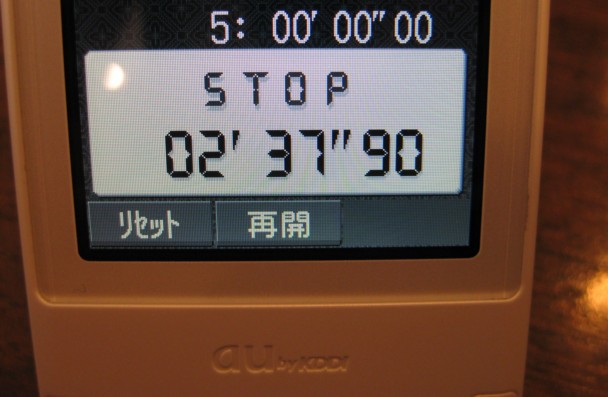 5: 00' 00" 00
STOP
02' 37" 90
ﾘｾｯﾄ 再開
au by KDDI